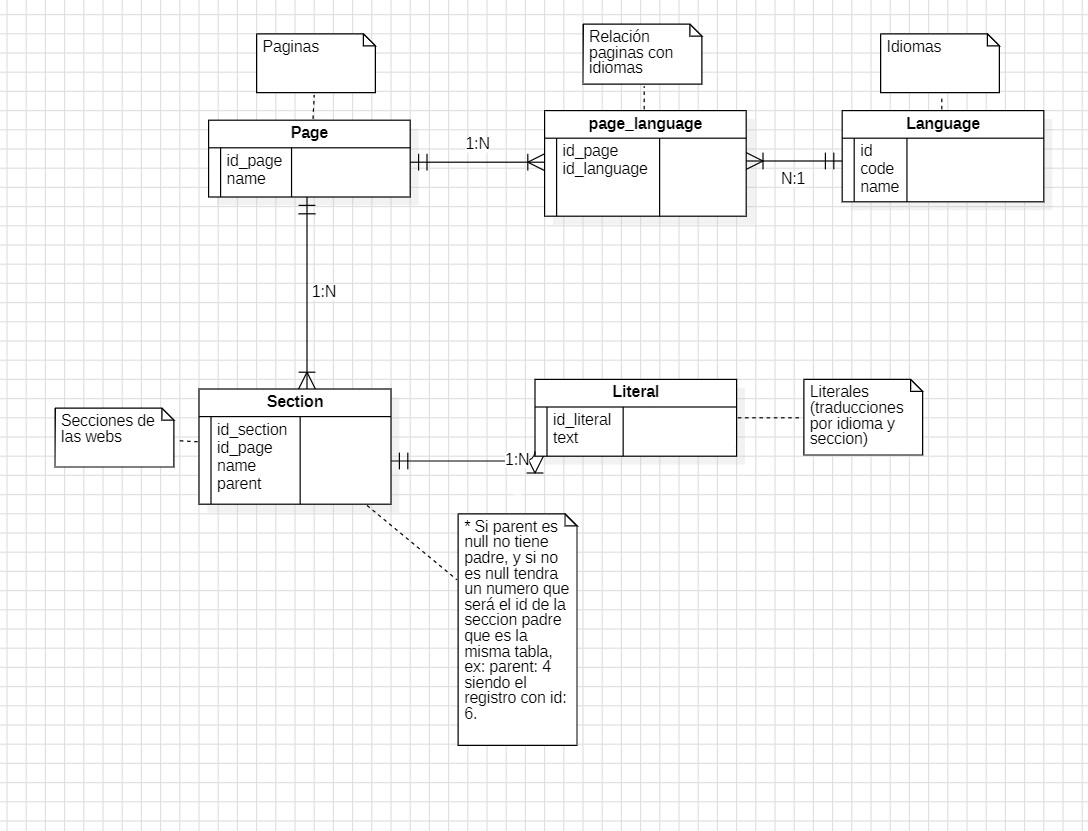 Paginas
Relación
paginas con
idiomas
Idiomas
Page
id_page
name
1:N
page_language
id_page
id_language
N:1
Language
id
code
name
1:N
Secciones de
las webs
Section
id_section
id_page
name
parent
1:N
Literal
id_literal
text
Literales
(traducciones
por idioma y
seccion)
* Si parent es
null no tiene
padre, y si no
es null tendra
un numero que
será el id de la
seccion padre
que es la
misma tabla,
ex: parent: 4
siendo el
registro con id:
6.